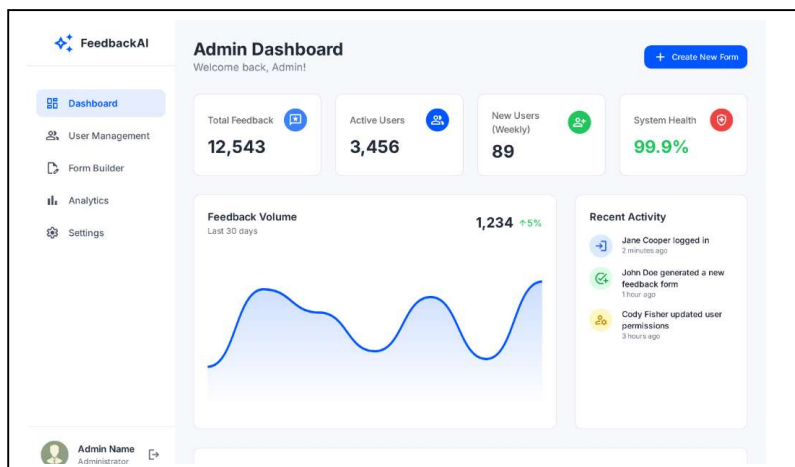 FeedbackAI
Dashboard
User Management
Form Builder
Analytics
Settings
Admin Name
Administrator
Admin Dashboard
Welcome back, Admin!
+ Create New Form
Total Feedback
12,543
Active Users
3,456
New Users
(Weekly)
89
System Health
99.9%
Feedback Volume
Last 30 days
1,234 ↑5%
Recent Activity
Jane Cooper logged in
2 minutes ago
John Doe generated a new
feedback form
1 hour ago
Cody Fisher updated user
permissions
3 hours ago